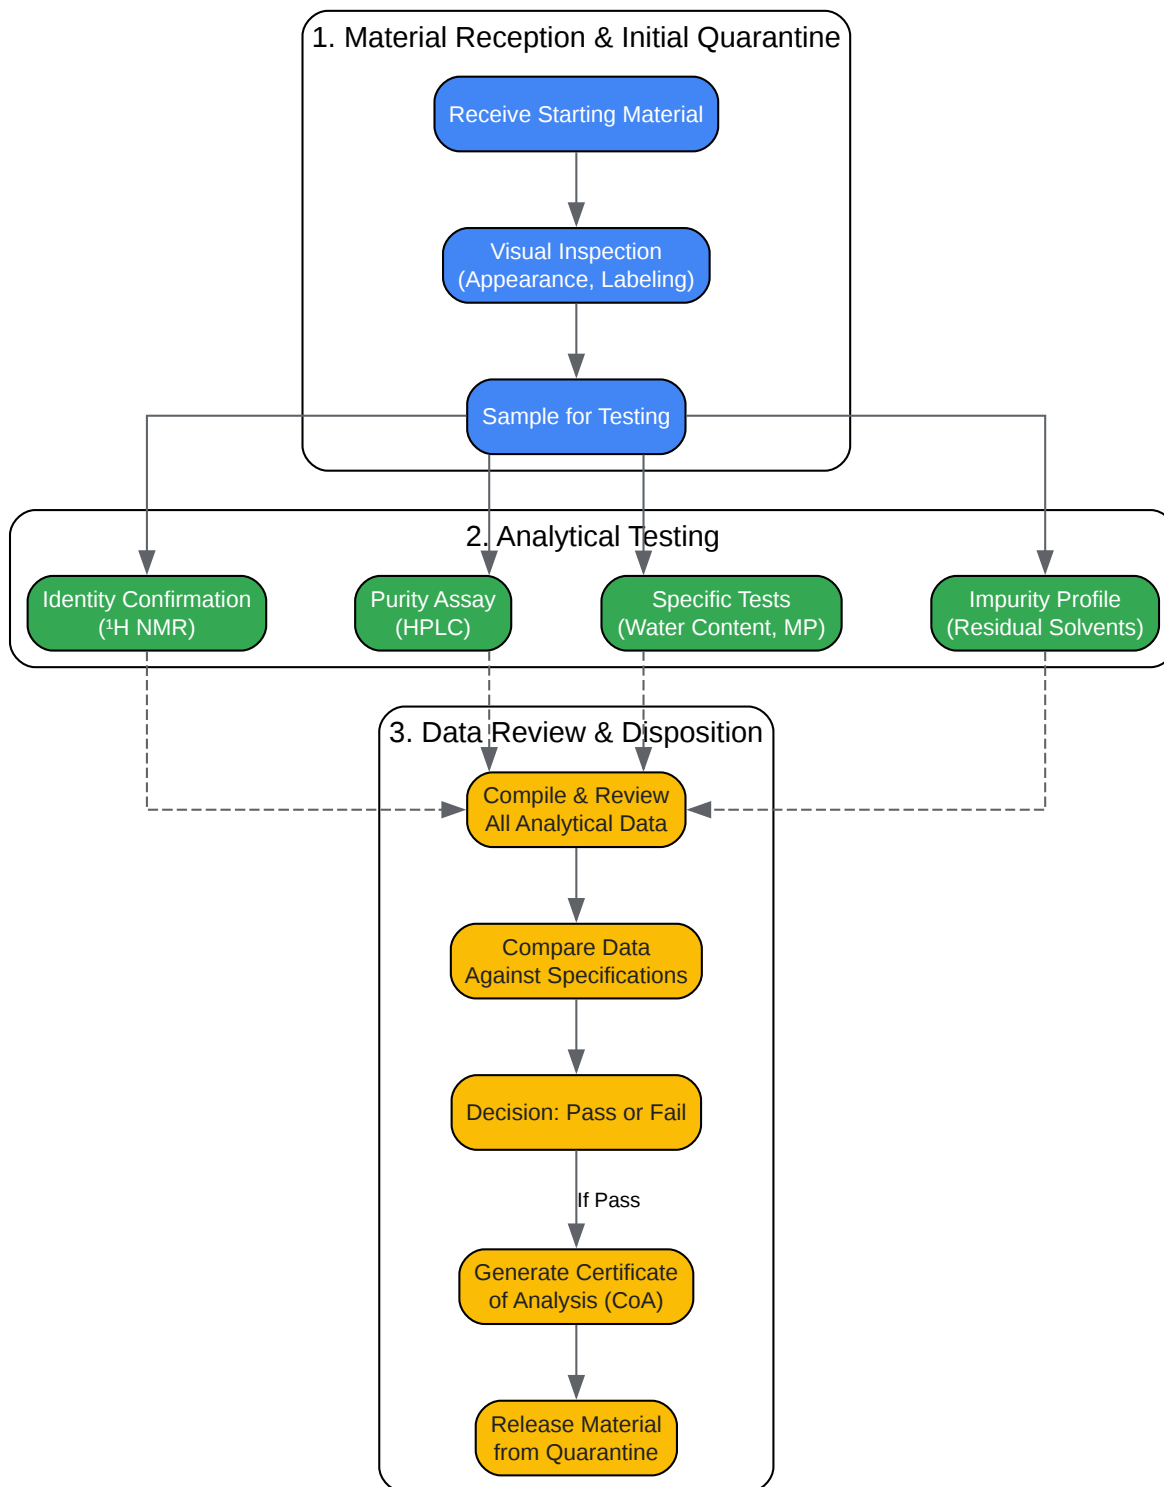 1. Material Reception & Initial Quarantine
Receive Starting Material
Visual Inspection
(Appearance, Labeling)
Sample for Testing
2. Analytical Testing
Identity Confirmation
(¹H NMR)
Purity Assay
(HPLC)
Specific Tests
(Water Content, MP)
Impurity Profile
(Residual Solvents)
3. Data Review & Disposition
Compile & Review
All Analytical Data
Compare Data
Against Specifications
Decision: Pass or Fail
If Pass
Generate Certificate
of Analysis (CoA)
Release Material
from Quarantine